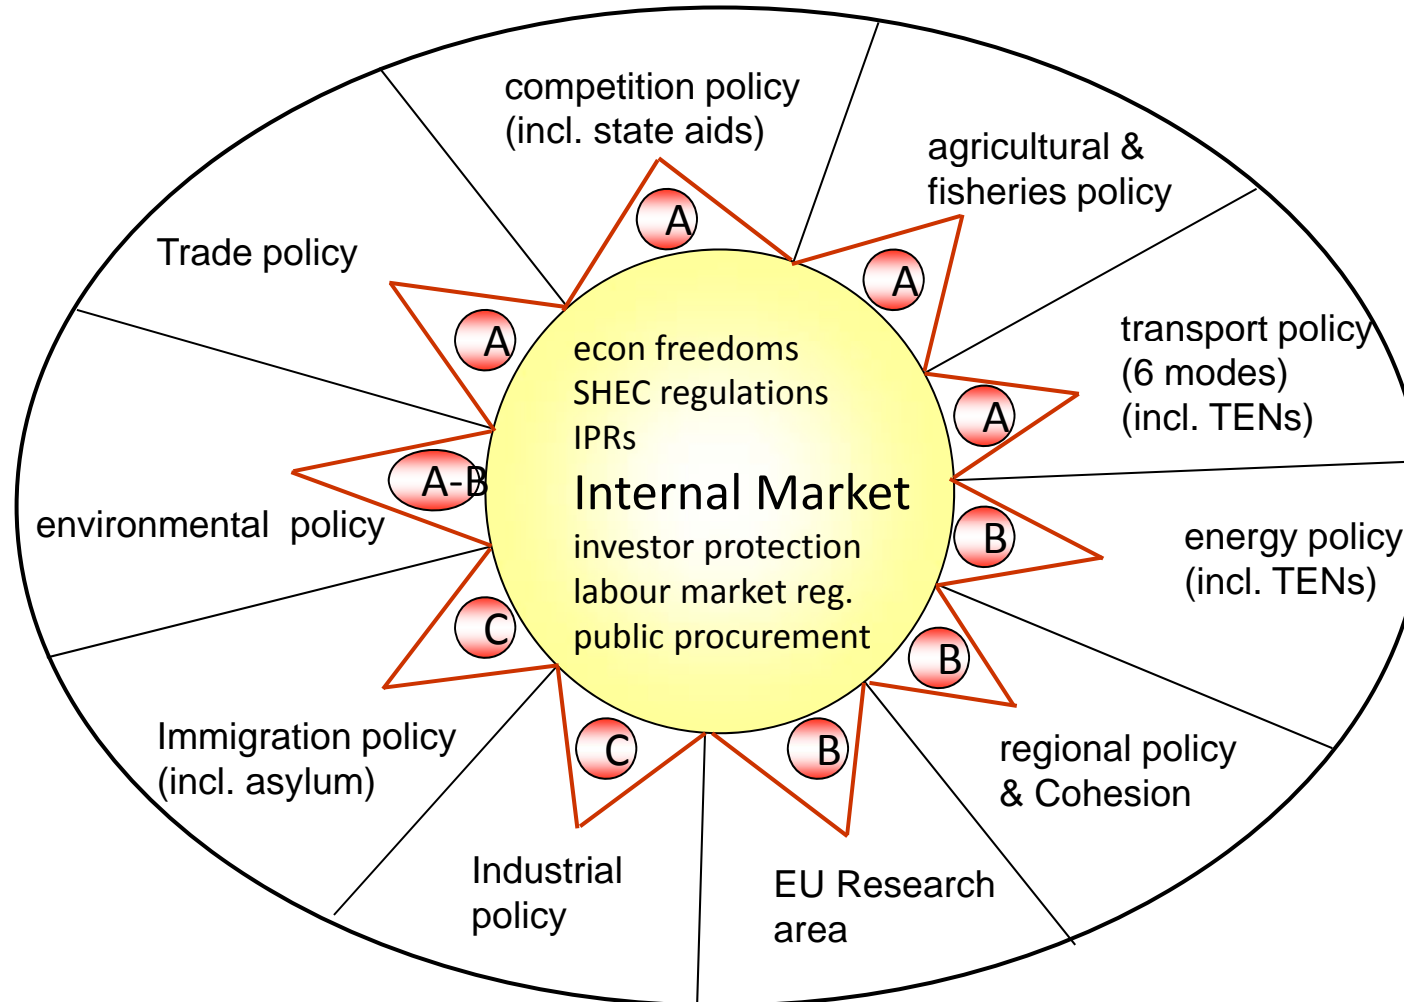 competition policy
(incl. state aids)
agricultural &
fisheries policy
Trade policy
transport policy
(6 modes)
(incl. TENs)
environmental  policy
energy policy
(incl. TENs)
Immigration policy
(incl. asylum)
regional policy
& Cohesion
Industrial
policy
EU Research
area
A
A
A
A
A-B
B
C
B
C
B
econ freedoms
SHEC regulations
IPRs
Internal Market
investor protection
labour market reg.
public procurement